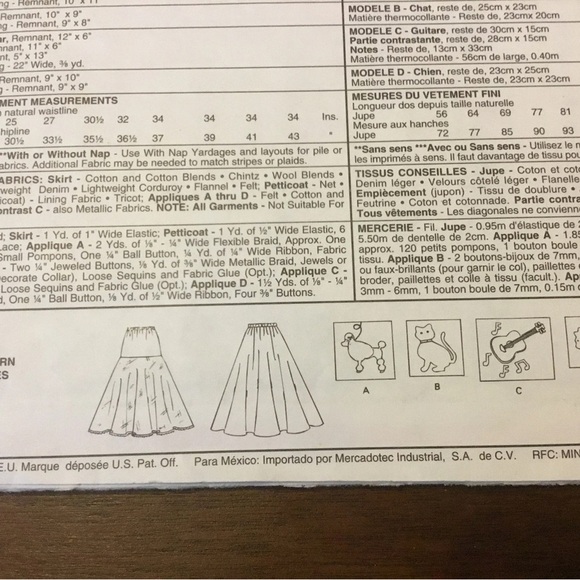 g - Remnant, 10" x 11"
Remnant, 10" x 9"
ng - Remnant, 9" x 8"
ar, Remnant, 12" x 6"
nnant, 11" x 6"
nt, 5" x 13"
g - 22" Wide, ⅜ yd.
Remnant, 9" x 10"
g - Remnant, 9" x 9"
MENT MEASUREMENTS
natural waistline
25 27 30½ 32 34 34 34 34 Ins.
hipline
30½ 33½ 35½ 36½ 37 39 41 43 "
**With or Without Nap - Use With Nap Yardages and layouts for pile or
abrics. Additional Fabric may be needed to match stripes or plaids.
ABRICS: Skirt - Cotton and Cotton Blends • Chintz • Wool Blends •
weight Denim • Lightweight Corduroy • Flannel • Felt; Petticoat - Net •
icoat) - Lining Fabric • Tricot; Appliques A thru D - Felt • Cotton and
ontrast C - also Metallic Fabrics. NOTE: All Garments - Not Suitable For
d; Skirt - 1 Yd. of 1" Wide Elastic; Petticoat - 1 Yd. of ½" Wide Elastic, 6
Lace; Applique A - 2 Yds. of ⅛" - ¼" Wide Flexible Braid, Approx. One
Small Pompons, One ¼" Ball Button, ¼ Yd. of ¼" Wide Ribbon, Fabric
- Two ¼" Jeweled Buttons, ⅛ Yd. of ⅜" Wide Metallic Braid, Jewels or
Decorate Collar), Loose Sequins and Fabric Glue (Opt.); Applique C -
Loose Sequins and Fabric Glue (Opt.); Applique D - 1½ Yds. of ⅛" - ¼"
d, One ¼" Ball Button, ⅛ Yd. of ½" Wide Ribbon, Four ⅜" Buttons.
MODELE B - Chat, reste de, 25cm x 23cm
Matière thermocollante - Reste, de 23cmx 20cm
MODELE C - Guitare, reste de 30cm x 15cm
Partie contrastante, reste de, 28cm x 15cm
Notes - Reste de, 13cm x 33cm
Matière thermocollante - 56cm de large, 0.40m
MODELE D - Chien, reste de, 23cm x 25cm
Matière thermocollante - Reste de, 23cm x 23cm
MESURES DU VETEMENT FINI
Longueur dos depuis taille naturelle
Jupe 56 64 69 77 81
Mesure aux hanches
Jupe 72 77 85 90 93
**Sans sens ***Avec ou Sans sens - Utilisez le m
les imprimés à sens. Il faut davantage de tissu pou
TISSUS CONSEILLES - Jupe - Coton et coto
Denim léger • Velours côtelé léger • Flanelle
Empiècement (jupon) - Tissu de doublure •
Feutrine • Coton et cotonnade. Partie contra
Tous vêtements - Les diagonales ne convienn
MERCERIE - Fil. Jupe - 0.95m d'élastique de 2
5.50m de dentelle de 2cm. Applique A - 1.85
approx. 120 petits pompons, 1 bouton boule
tissu. Applique B - 2 boutons-bijoux de 7mm,
ou faux-brillants (pour garnir le col), paillettes
broder, paillettes et colle à tissu (facult.). Ap
3mm - 6mm, 1 bouton boule de 7mm, 0.15m d
RN
ES
A
B
C
E.U. Marque déposée U.S. Pat. Off. Para México: Importado por Mercadotec Industrial, S.A. de C.V. RFC: MIN